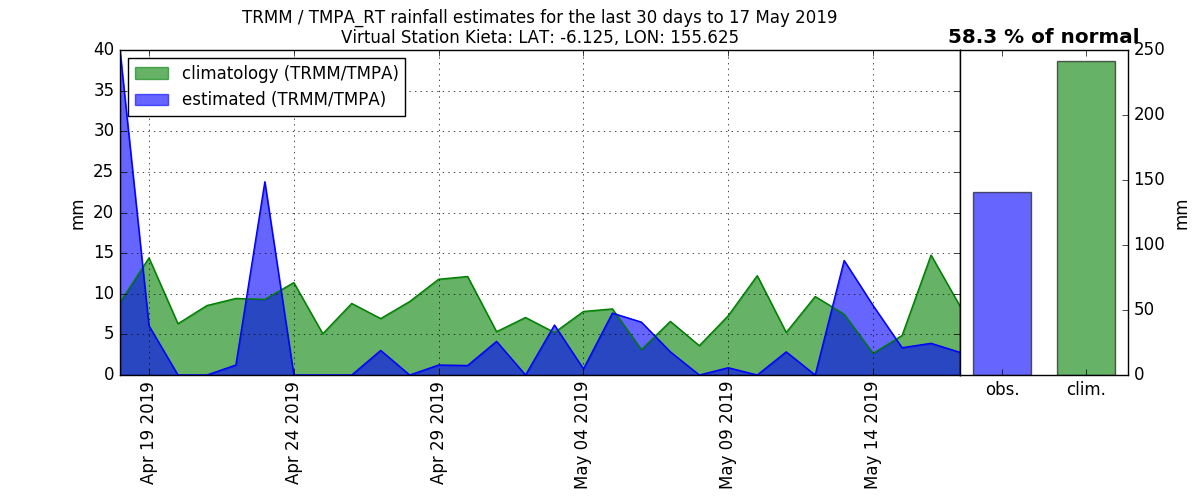 TRMM / TMPA_RT rainfall estimates for the last 30 days to 17 May 2019
Virtual Station Kieta: LAT: -6.125, LON: 155.625
58.3 % of normal
climatology (TRMM/TMPA)
estimated (TRMM/TMPA)
40
35
30
25
20
15
10
5
0
mm
250
200
150
100
50
0
mm
Apr 19 2019
Apr 24 2019
Apr 29 2019
May 04 2019
May 09 2019
May 14 2019
obs.
clim.